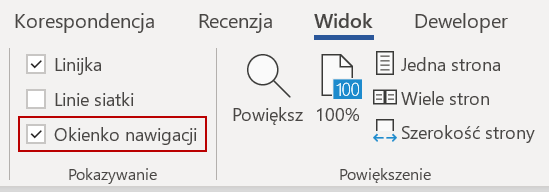 Korespondencja Recenzja Widok Deweloper
Linijka
Linie siatki
Okienko nawigacji
Pokazywanie
Powiększ
100
100%
Jedna strona
Wiele stron
Szerokość strony
Powiększenie